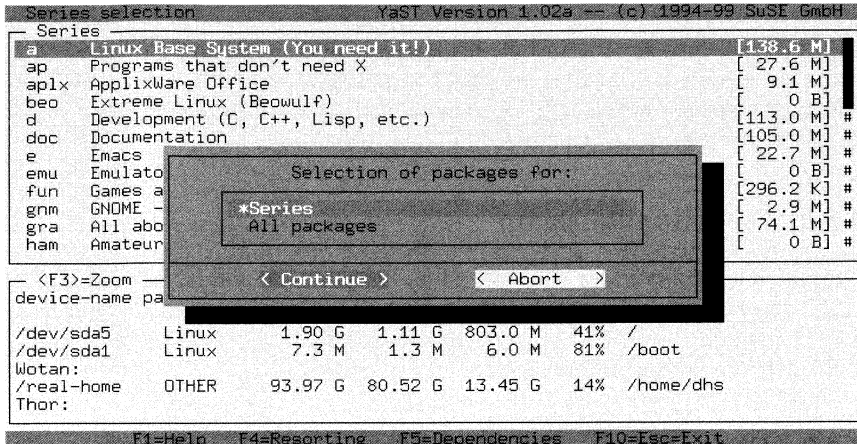 Series selection YaST Version 1.02a -- (c) 1994-99 SuSE GmbH
Series
a Linux Base System (You need it!) [138.6 M]
ap Programs that don't need X [ 27.6 M]
aplx ApplixWare Office [ 9.1 M]
beo Extreme Linux (Beowulf) [ 0 B]
d Development (C, C++, Lisp, etc.) [113.0 M] #
doc Documentation [105.0 M] #
e Emacs [ 22.7 M] #
emu Emulato [ 0 B] #
fun Games a [296.2 K] #
gnm GNOME - [ 2.9 M] #
gra All abo [ 74.1 M] #
ham Amateur [ 0 B] #
Selection of packages for:
*Series
All packages
< Continue > < Abort >
<F3>=Zoom
device-name pa
/dev/sda5 Linux 1.90 G 1.11 G 803.0 M 41% /
/dev/sda1 Linux 7.3 M 1.3 M 6.0 M 81% /boot
Wotan:
/real-home OTHER 93.97 G 80.52 G 13.45 G 14% /home/dhs
Thor:
F1=Help F4=Resorting F5=Dependencies F10=Esc=Exit